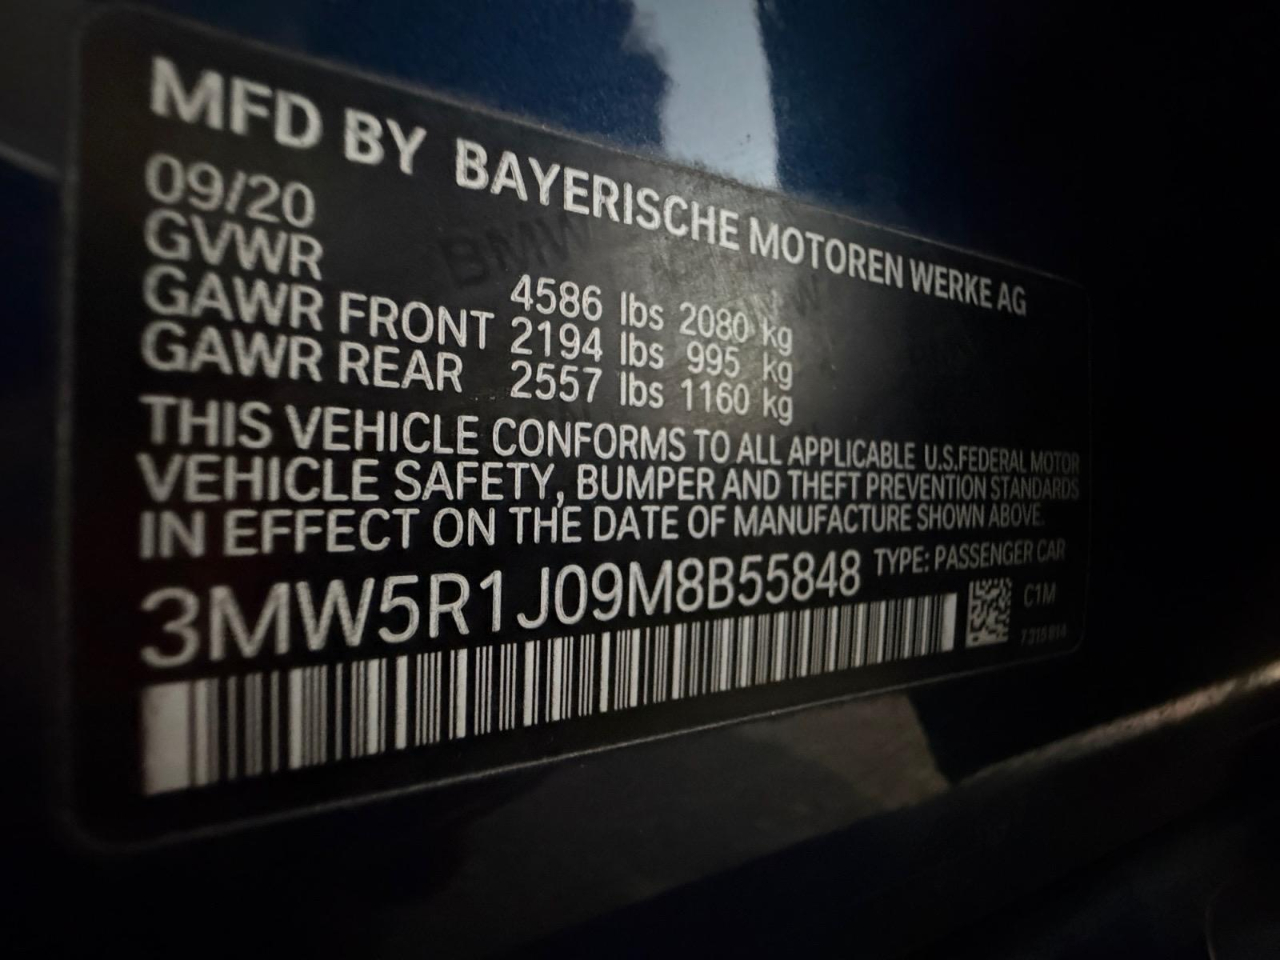 MFD BY BAYERISCHE MOTOREN WERKE AG
09/20
GVWR 4586 lbs 2080 kg
GAWR FRONT 2194 lbs 995 kg
GAWR REAR 2557 lbs 1160 kg
THIS VEHICLE CONFORMS TO ALL APPLICABLE U.S.FEDERAL MOTOR
VEHICLE SAFETY, BUMPER AND THEFT PREVENTION STANDARDS
IN EFFECT ON THE DATE OF MANUFACTURE SHOWN ABOVE.
3MW5R1J09M8B55848 TYPE: PASSENGER CAR
C1M
BMW